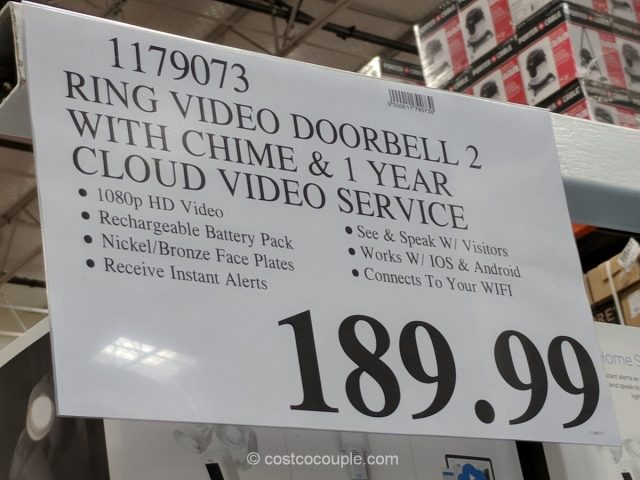 1179073
RING VIDEO DOORBELL 2
WITH CHIME & 1 YEAR
CLOUD VIDEO SERVICE
• 1080p HD Video
• Rechargeable Battery Pack
• Nickel/Bronze Face Plates
• Receive Instant Alerts
• See & Speak W/ Visitors
• Works W/ IOS & Android
• Connects To Your WIFI
189.99
© costcocouple.com